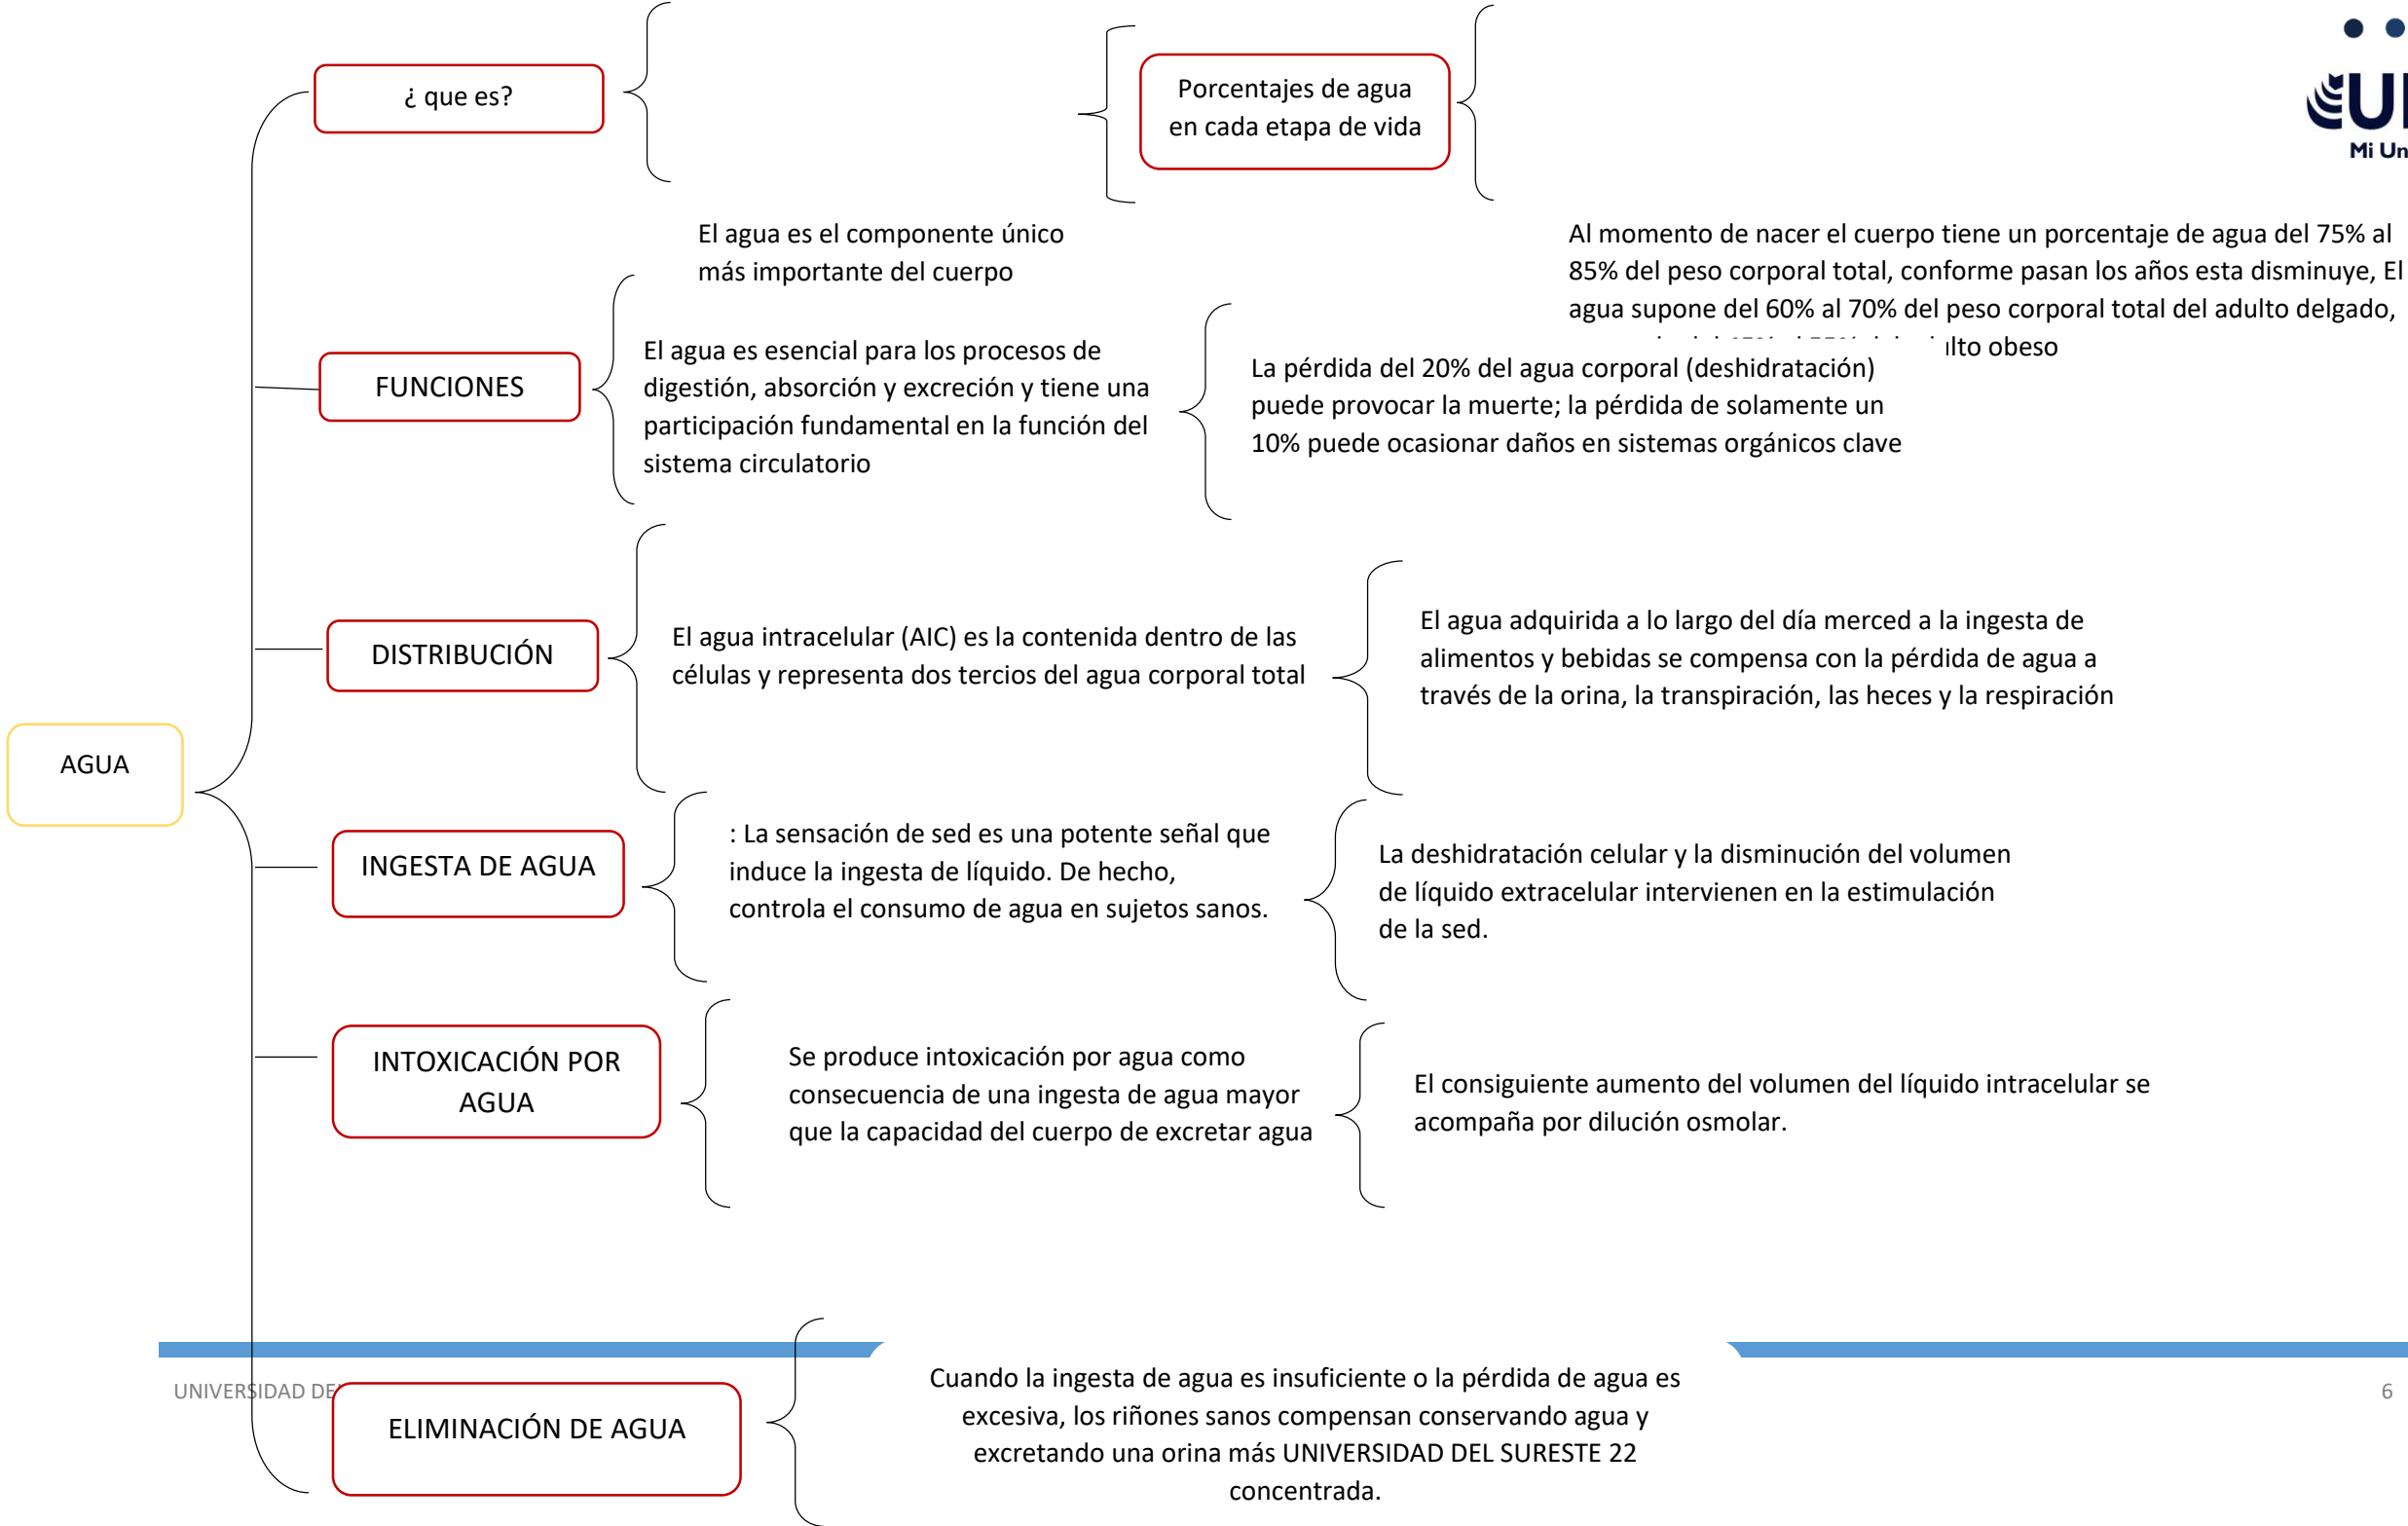 ¿ que es?
Porcentajes de agua
en cada etapa de vida
Mi Un
El agua es el componente único
más importante del cuerpo
Al momento de nacer el cuerpo tiene un porcentaje de agua del 75% al
85% del peso corporal total, conforme pasan los años esta disminuye, El
agua supone del 60% al 70% del peso corporal total del adulto delgado,
obeso
FUNCIONES
El agua es esencial para los procesos de
digestión, absorción y excreción y tiene una
participación fundamental en la función del
sistema circulatorio
La pérdida del 20% del agua corporal (deshidratación)
puede provocar la muerte; la pérdida de solamente un
10% puede ocasionar daños en sistemas orgánicos clave
DISTRIBUCIÓN
El agua intracelular (AIC) es la contenida dentro de las
células y representa dos tercios del agua corporal total
El agua adquirida a lo largo del día merced a la ingesta de
alimentos y bebidas se compensa con la pérdida de agua a
través de la orina, la transpiración, las heces y la respiración
AGUA
INGESTA DE AGUA
: La sensación de sed es una potente señal que
induce la ingesta de líquido. De hecho,
controla el consumo de agua en sujetos sanos.
La deshidratación celular y la disminución del volumen
de líquido extracelular intervienen en la estimulación
de la sed.
INTOXICACIÓN POR
AGUA
Se produce intoxicación por agua como
consecuencia de una ingesta de agua mayor
que la capacidad del cuerpo de excretar agua
El consiguiente aumento del volumen del líquido intracelular se
acompaña por dilución osmolar.
UNIVERSIDAD DE
6
ELIMINACIÓN DE AGUA
Cuando la ingesta de agua es insuficiente o la pérdida de agua es
excesiva, los riñones sanos compensan conservando agua y
excretando una orina más UNIVERSIDAD DEL SURESTE 22
concentrada.